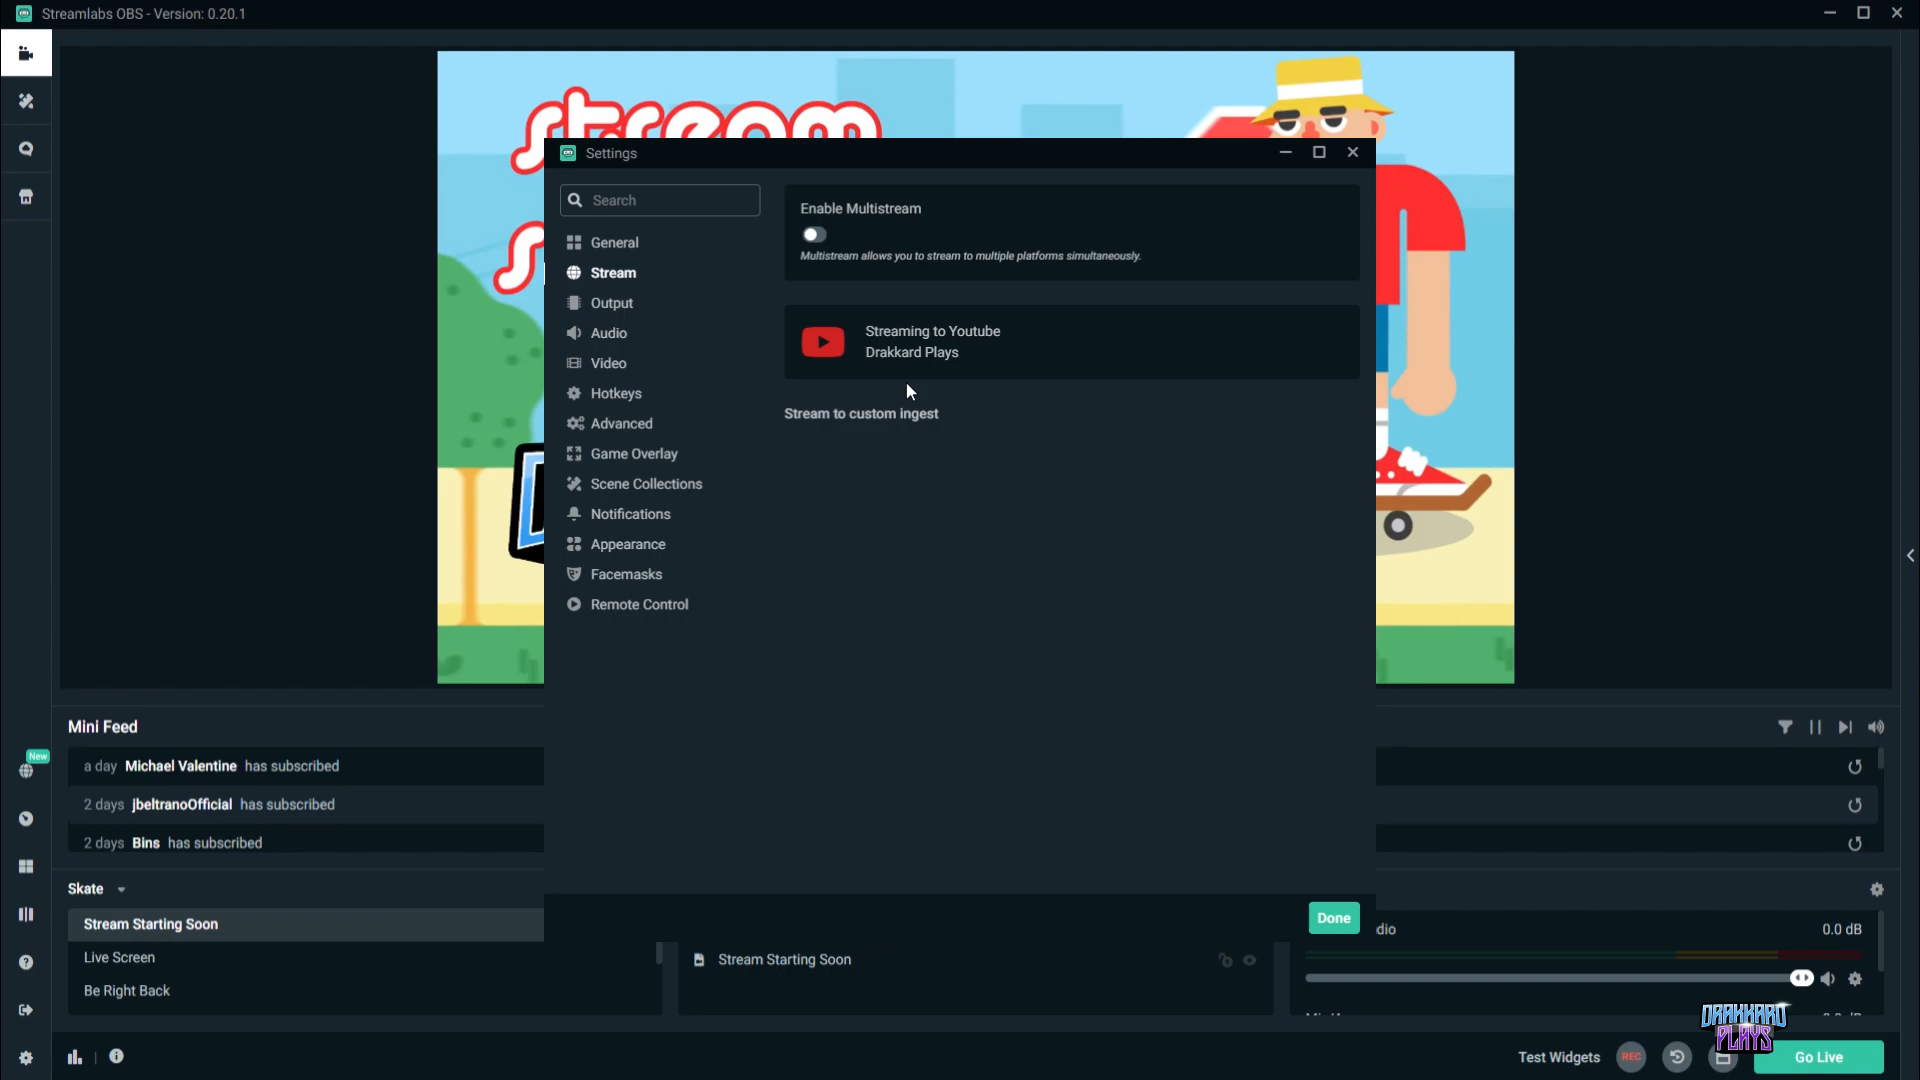 Streamlabs OBS - Version: 0.20.1
stream
s
Settings
Search
General
Stream
Output
Audio
Video
Hotkeys
Advanced
Game Overlay
Scene Collections
Notifications
Appearance
Facemasks
Remote Control
Enable Multistream
Multistream allows you to stream to multiple platforms simultaneously.
Streaming to Youtube
Drakkard Plays
Stream to custom ingest
Done
New
Mini Feed
a day Michael Valentine has subscribed
2 days jbeltranoOfficial has subscribed
2 days Bins has subscribed
Skate
Stream Starting Soon
Live Screen
Be Right Back
Stream Starting Soon
dio
0.0 dB
DRAKKARD
PLAYS
Test Widgets
REC
Go Live